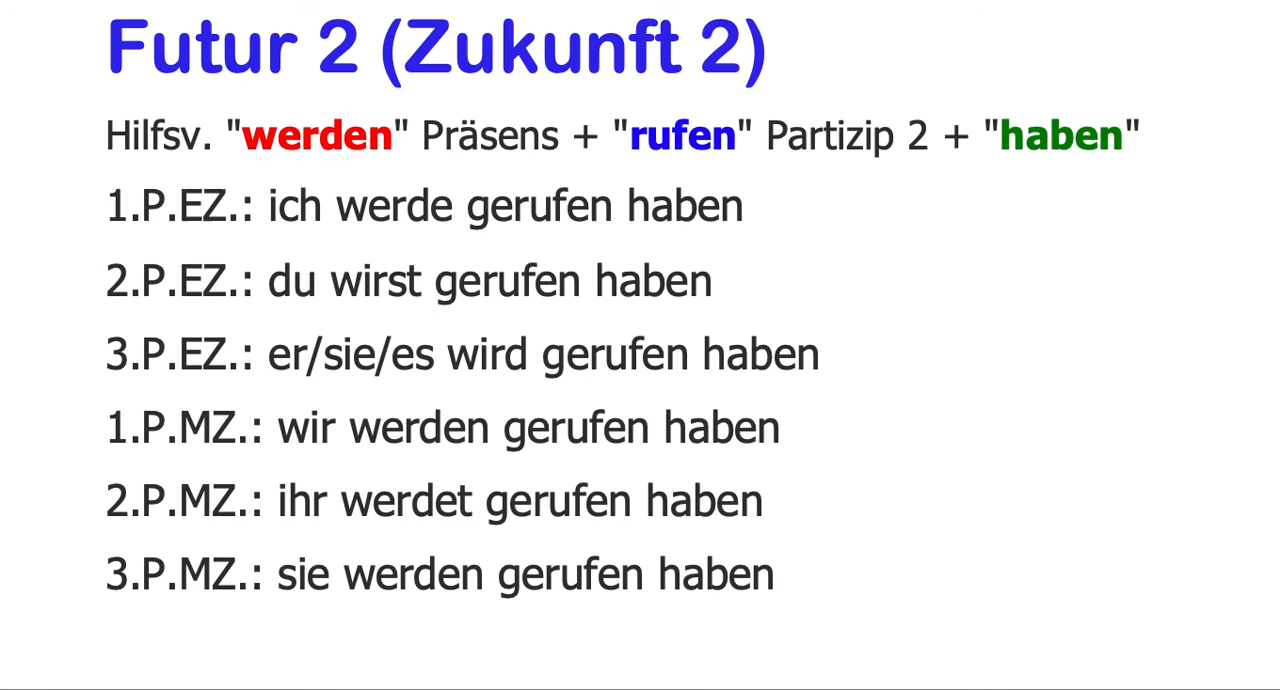 Futur 2 (Zukunft 2)
Hilfsv. "werden" Präsens + "rufen" Partizip 2 + "haben"
1.P.EZ.: ich werde gerufen haben
2.P.EZ.: du wirst gerufen haben
3.P.EZ.: er/sie/es wird gerufen haben
1.P.MZ.: wir werden gerufen haben
2.P.MZ.: ihr werdet gerufen haben
3.P.MZ.: sie werden gerufen haben